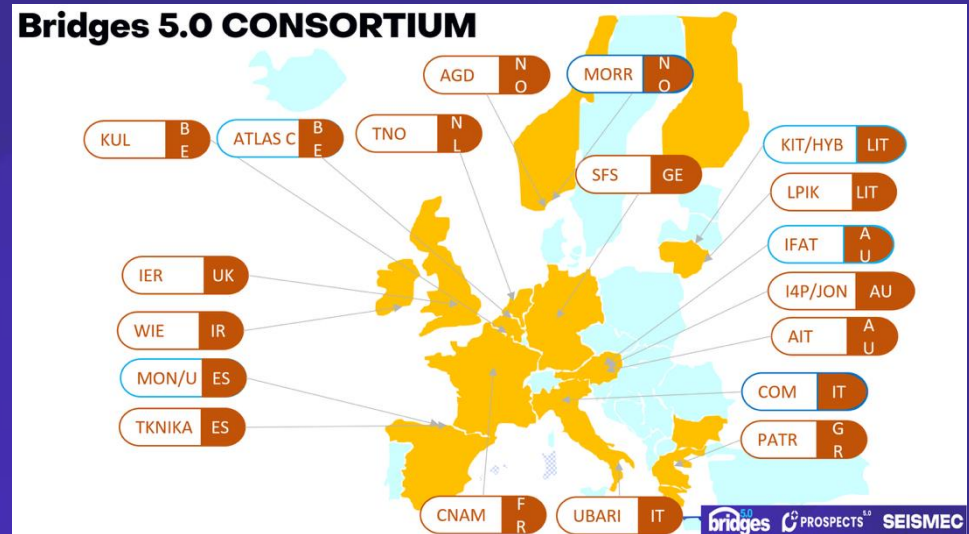 Bridges 5.0 CONSORTIUM
AGD NO
MORR NO
KUL BE
ATLAS C BE
TNO NL
KIT/HYB LIT
SFS GE
LPIK LIT
IFAT AU
IER UK
I4P/JON AU
WIE IR
AIT AU
MON/U ES
COM IT
TKNIKA ES
PATR GR
CNAM FR
UBARI IT
bridges 5.0
PROSPECTS 5.0
SEISMEC